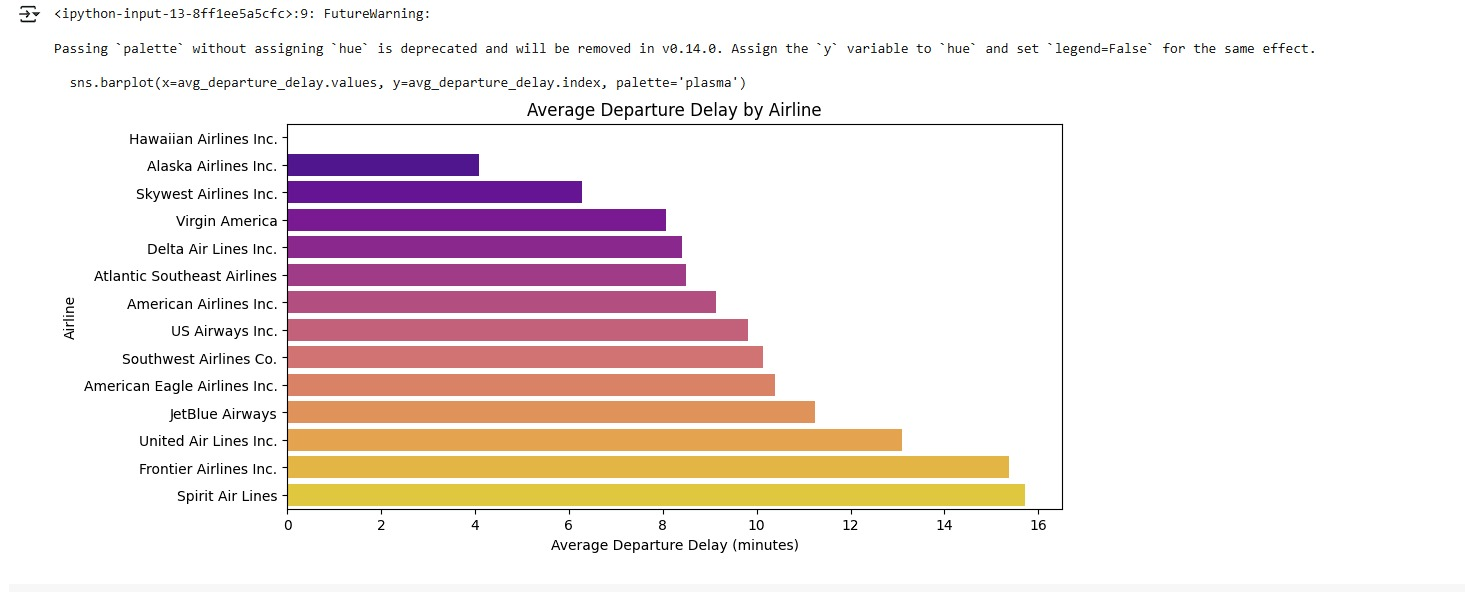 <ipython-input-13-8ff1ee5a5cfc>:9: FutureWarning:
Passing `palette` without assigning `hue` is deprecated and will be removed in v0.14.0. Assign the `y` variable to `hue` and set `legend=False` for the same effect.
sns.barplot(x=avg_departure_delay.values, y=avg_departure_delay.index, palette='plasma')
Average Departure Delay by Airline
Airline
Hawaiian Airlines Inc.
Alaska Airlines Inc.
Skywest Airlines Inc.
Virgin America
Delta Air Lines Inc.
Atlantic Southeast Airlines
American Airlines Inc.
US Airways Inc.
Southwest Airlines Co.
American Eagle Airlines Inc.
JetBlue Airways
United Air Lines Inc.
Frontier Airlines Inc.
Spirit Air Lines
0 2 4 6 8 10 12 14 16
Average Departure Delay (minutes)